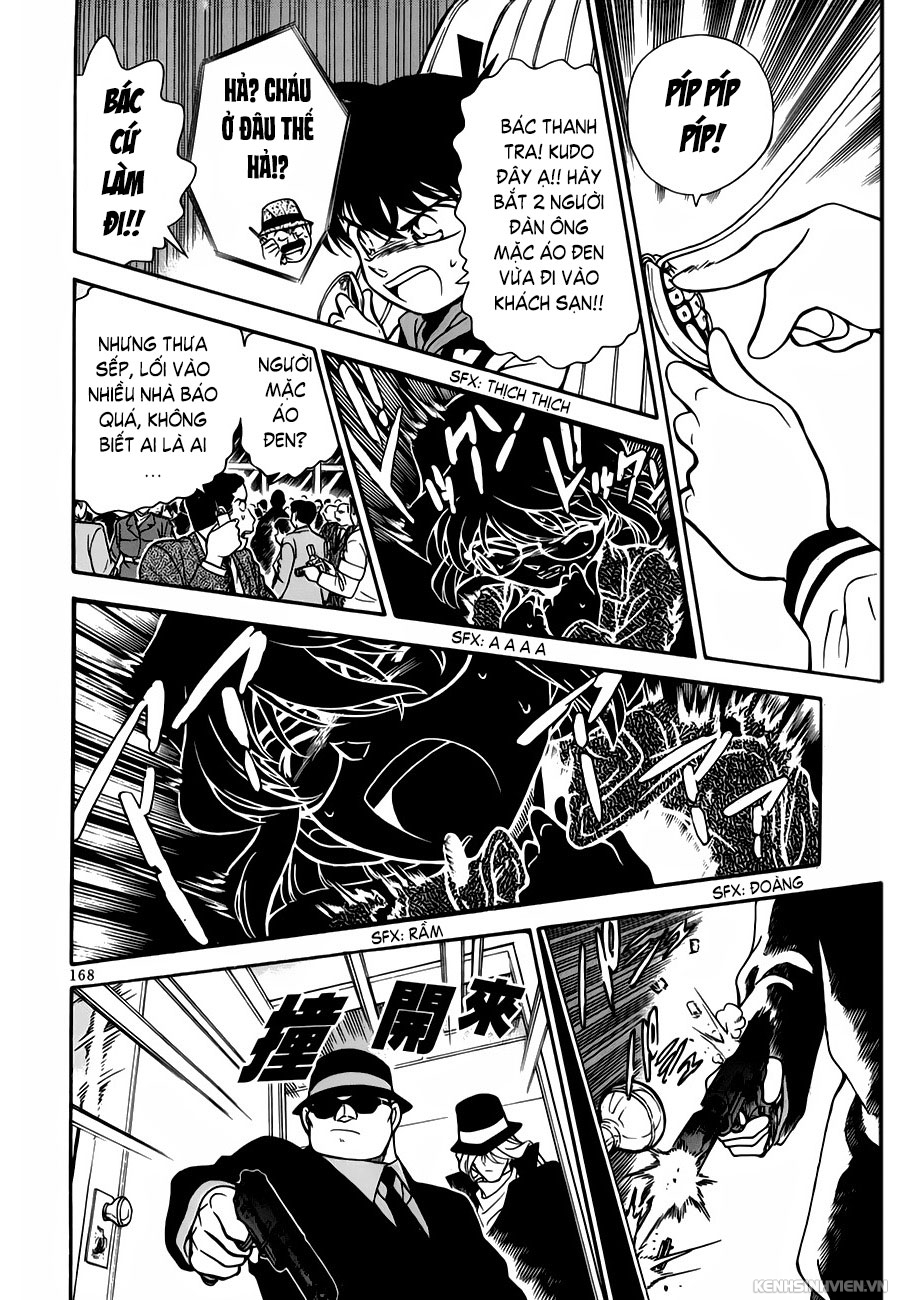 PÍP PÍP
PÍP!
BÁC THANH
TRA! KUDO
ĐÂY Ạ!! HÃY
BẮT 2 NGƯỜI
ĐÀN ÔNG
MẶC ÁO ĐEN
VỪA ĐI VÀO
KHÁCH SẠN!!
HẢ? CHÁU
Ở ĐÂU THẾ
HẢ!?
BÁC
CỨ
LÀM
ĐI!!
SFX: THỊCH THỊCH
NGƯỜI
MẶC
ÁO
ĐEN?
NHƯNG THƯA
SẾP, LỐI VÀO
NHIỀU NHÀ BÁO
QUÁ, KHÔNG
BIẾT AI LÀ AI
...
SFX: A A A A
SFX: ĐOÀNG
SFX: RẦM
168
撞開來
KENHSINHVIEN.VN